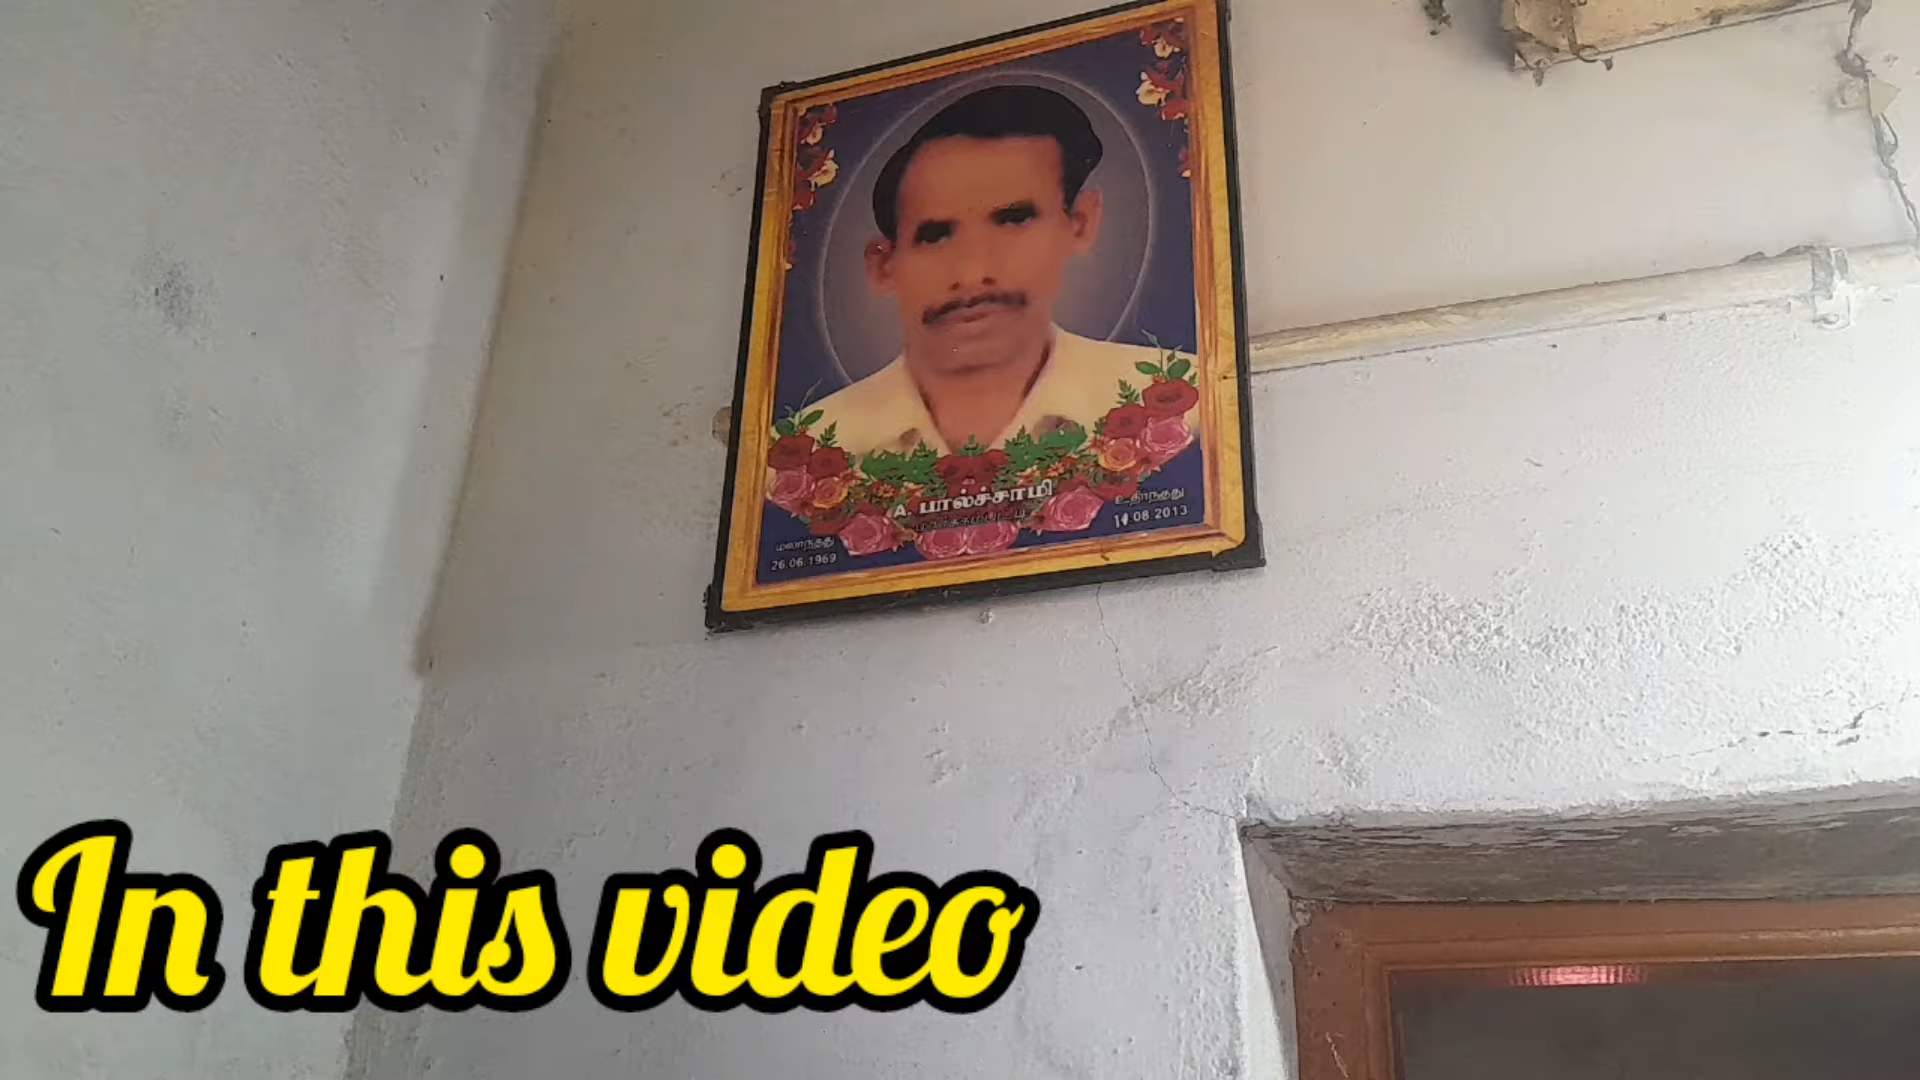 A. பால்ச்சாமி
மலர்ந்தது
26.06.1969
உதிர்ந்தது
.08.2013
In this video